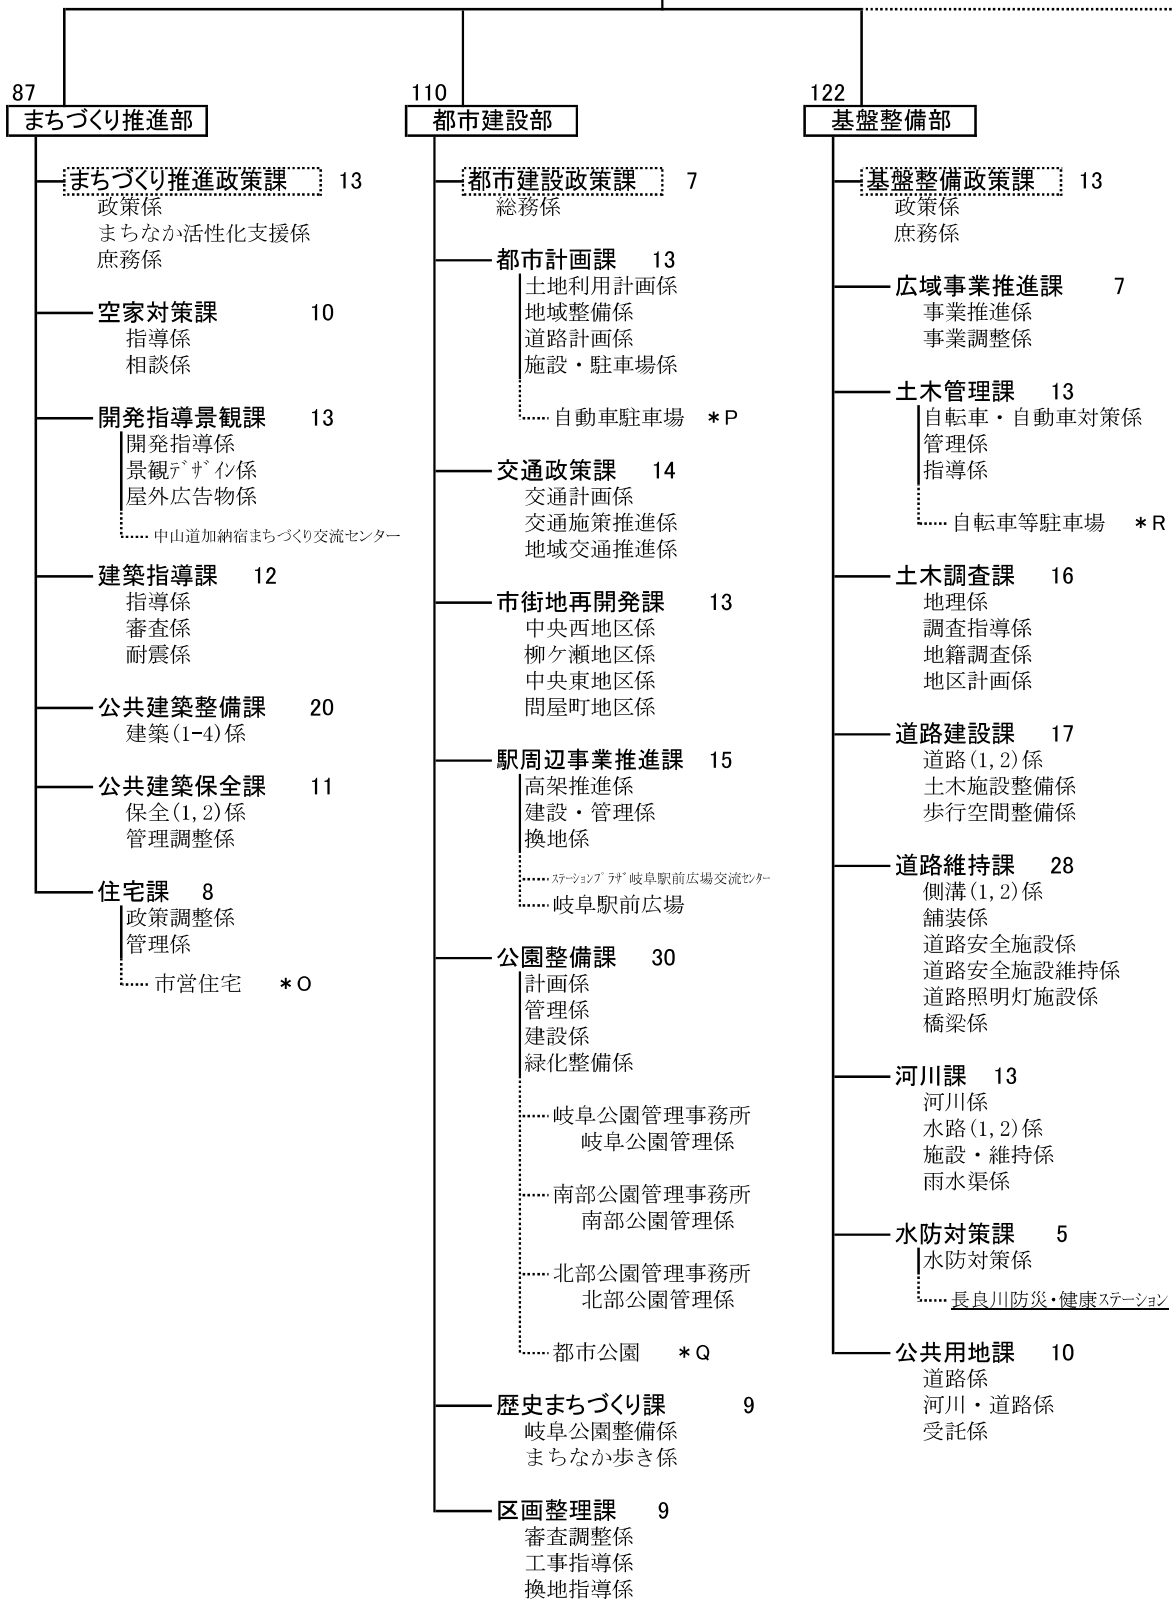 87
まちづくり推進部
まちづくり推進政策課 13
政策係
まちなか活性化支援係
庶務係
空家対策課 10
指導係
相談係
開発指導景観課 13
開発指導係
景観ﾃﾞｻﾞｲﾝ係
屋外広告物係
中山道加納宿まちづくり交流センター
建築指導課 12
指導係
審査係
耐震係
公共建築整備課 20
建築(1-4)係
公共建築保全課 11
保全(1,2)係
管理調整係
住宅課 8
政策調整係
管理係
市営住宅 *O
110
都市建設部
都市建設政策課 7
総務係
都市計画課 13
土地利用計画係
地域整備係
道路計画係
施設・駐車場係
自動車駐車場 *P
交通政策課 14
交通計画係
交通施策推進係
地域交通推進係
市街地再開発課 13
中央西地区係
柳ケ瀬地区係
中央東地区係
問屋町地区係
駅周辺事業推進課 15
高架推進係
建設・管理係
換地係
ｽﾃｰｼｮﾝﾌﾟﾗｻﾞ岐阜駅前広場交流ｾﾝﾀｰ
岐阜駅前広場
公園整備課 30
計画係
管理係
建設係
緑化整備係
岐阜公園管理事務所
岐阜公園管理係
南部公園管理事務所
南部公園管理係
北部公園管理事務所
北部公園管理係
都市公園 *Q
歴史まちづくり課 9
岐阜公園整備係
まちなか歩き係
区画整理課 9
審査調整係
工事指導係
換地指導係
122
基盤整備部
基盤整備政策課 13
政策係
庶務係
広域事業推進課 7
事業推進係
事業調整係
土木管理課 13
自転車・自動車対策係
管理係
指導係
自転車等駐車場 *R
土木調査課 16
地理係
調査指導係
地籍調査係
地区計画係
道路建設課 17
道路(1,2)係
土木施設整備係
歩行空間整備係
道路維持課 28
側溝(1,2)係
舗装係
道路安全施設係
道路安全施設維持係
道路照明灯施設係
橋梁係
河川課 13
河川係
水路(1,2)係
施設・維持係
雨水渠係
水防対策課 5
水防対策係
長良川防災・健康ｽﾃｰｼｮﾝ
公共用地課 10
道路係
河川・道路係
受託係